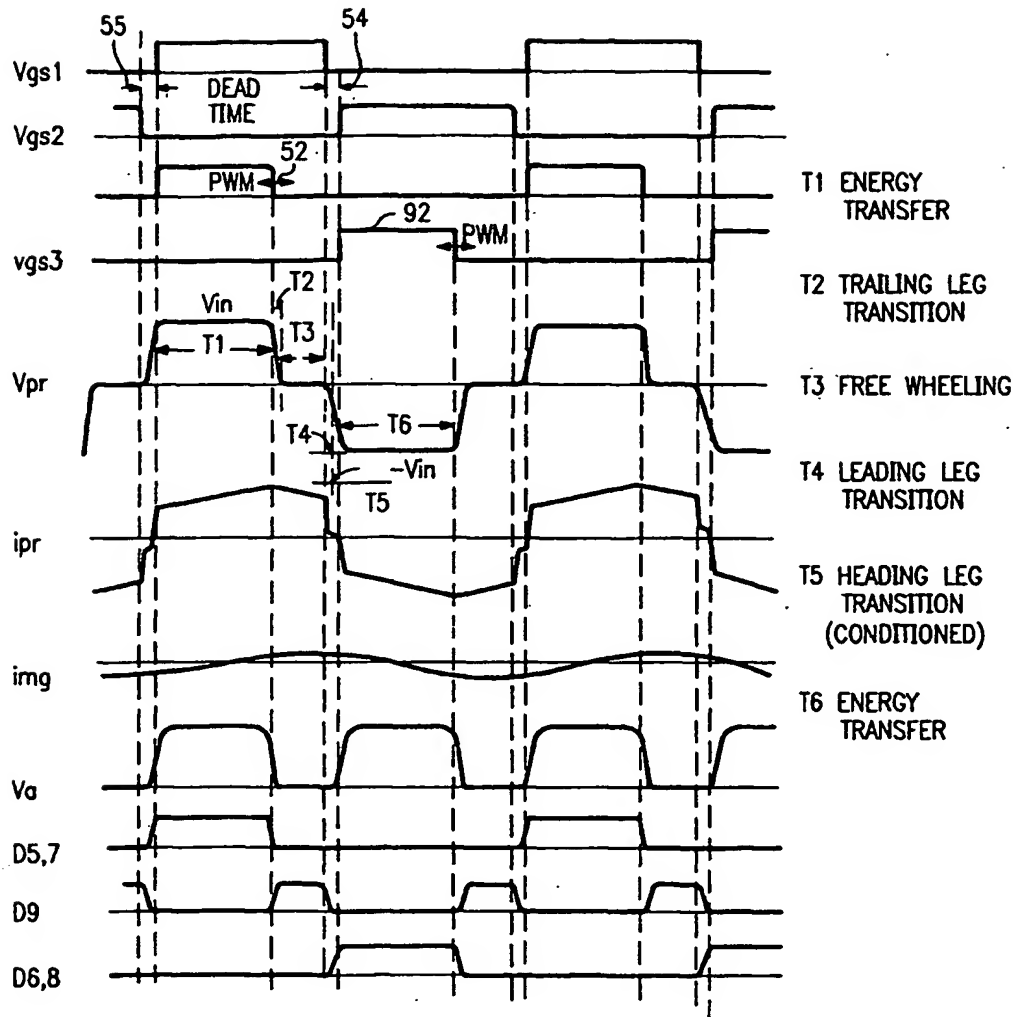 55
54
Vgs1
DEAD
TIME
Vgs2
52
PWM
T1 ENERGY
TRANSFER
92
PWM
vgs3
T2
T2 TRAILING LEG
TRANSITION
Vin
T3
T1
Vpr
T3 FREE WHEELING
T4
T6
-Vin
T4 LEADING LEG
TRANSITION
T5
ipr
T5 HEADING LEG
TRANSITION
(CONDITIONED)
img
T6 ENERGY
TRANSFER
Va
D5,7
D9
D6,8